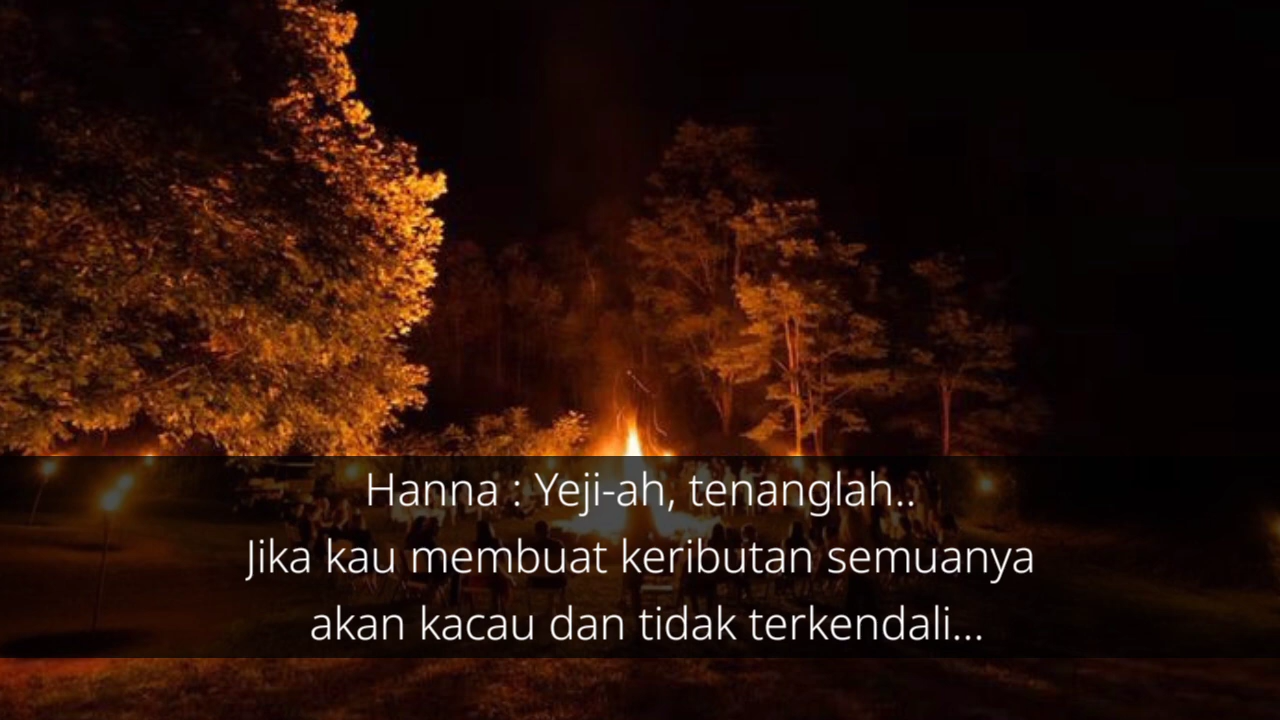 Hanna : Yeji-ah, tenanglah..
Jika kau membuat keributan semuanya
akan kacau dan tidak terkendali...